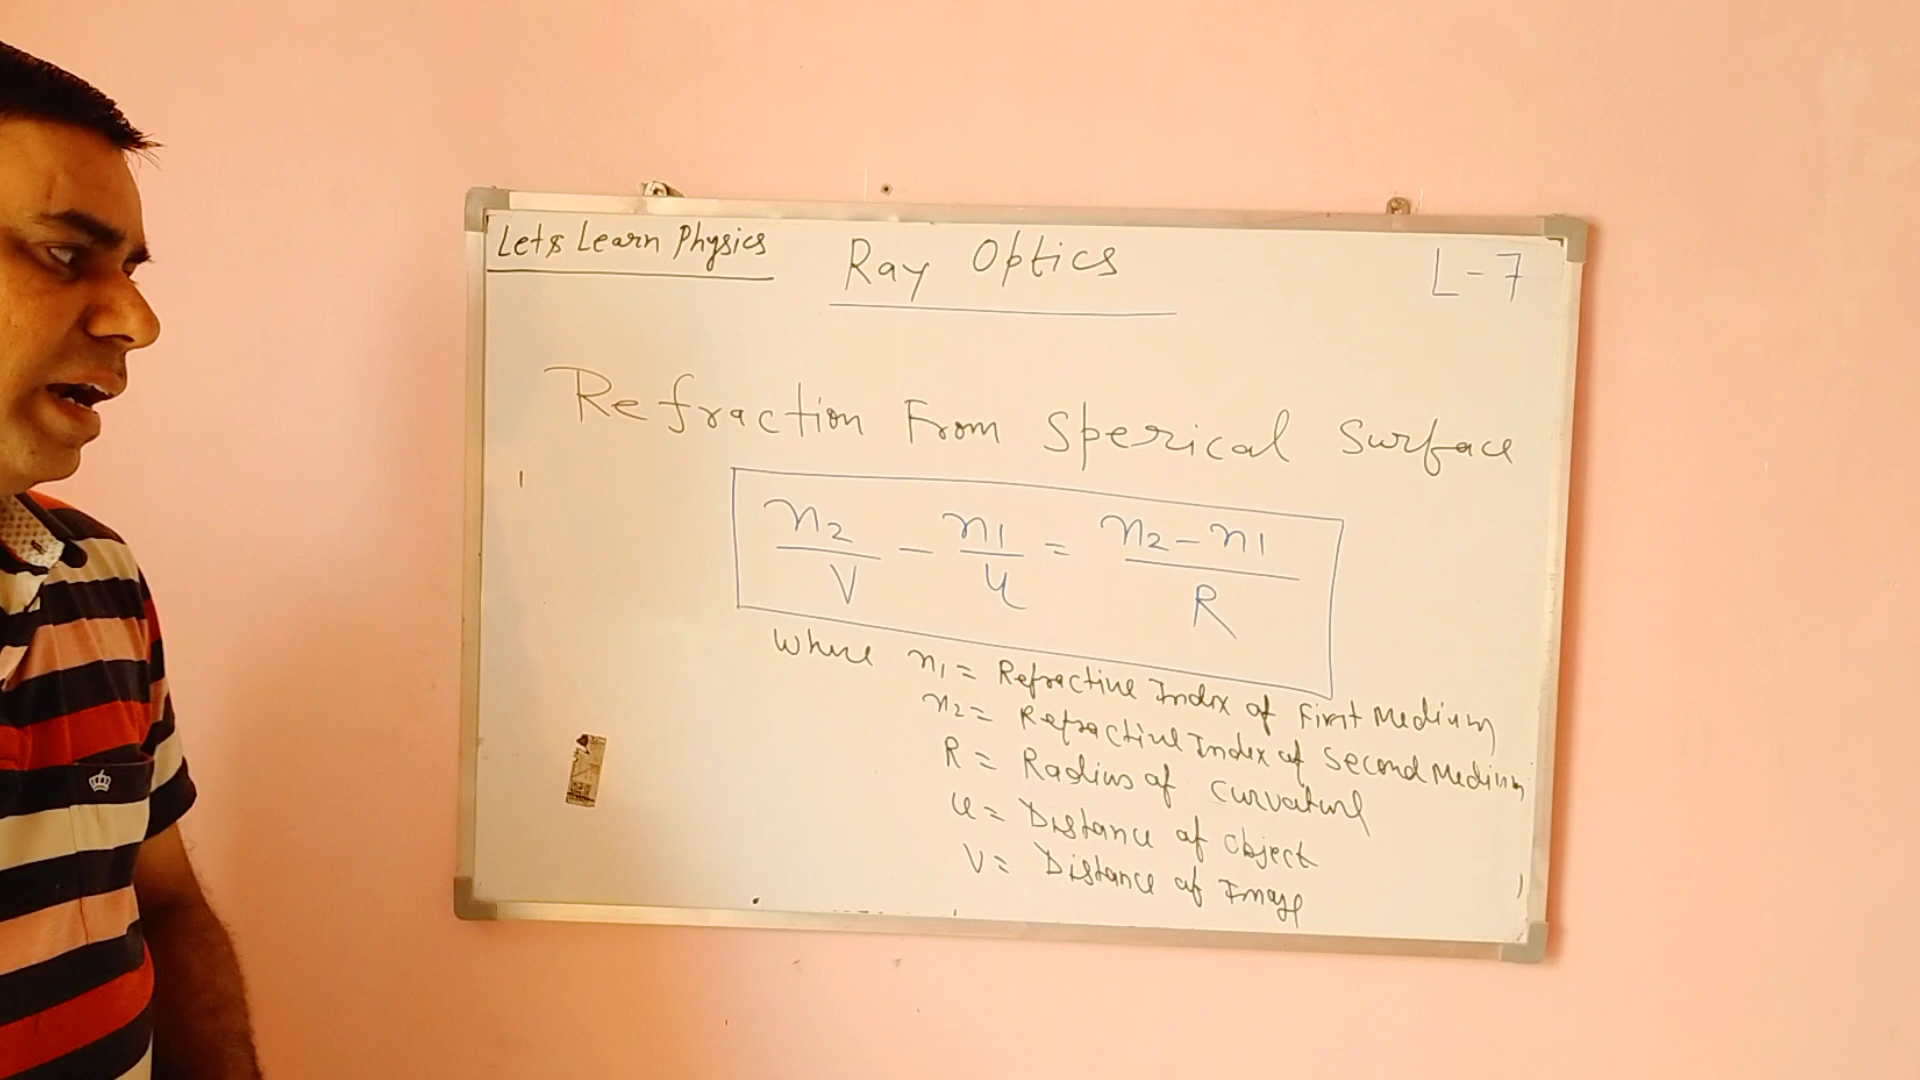 Lets Learn Physics
Ray Optics
L-7
Refraction From Sperical Surface
n2/V - n1/u = n2-n1/R
Where n1 = Refractive Index of First Medium
n2 = Refractive Index of Second Medium
R = Radius of Curvature
u = Distance of Object
V = Distance of Image